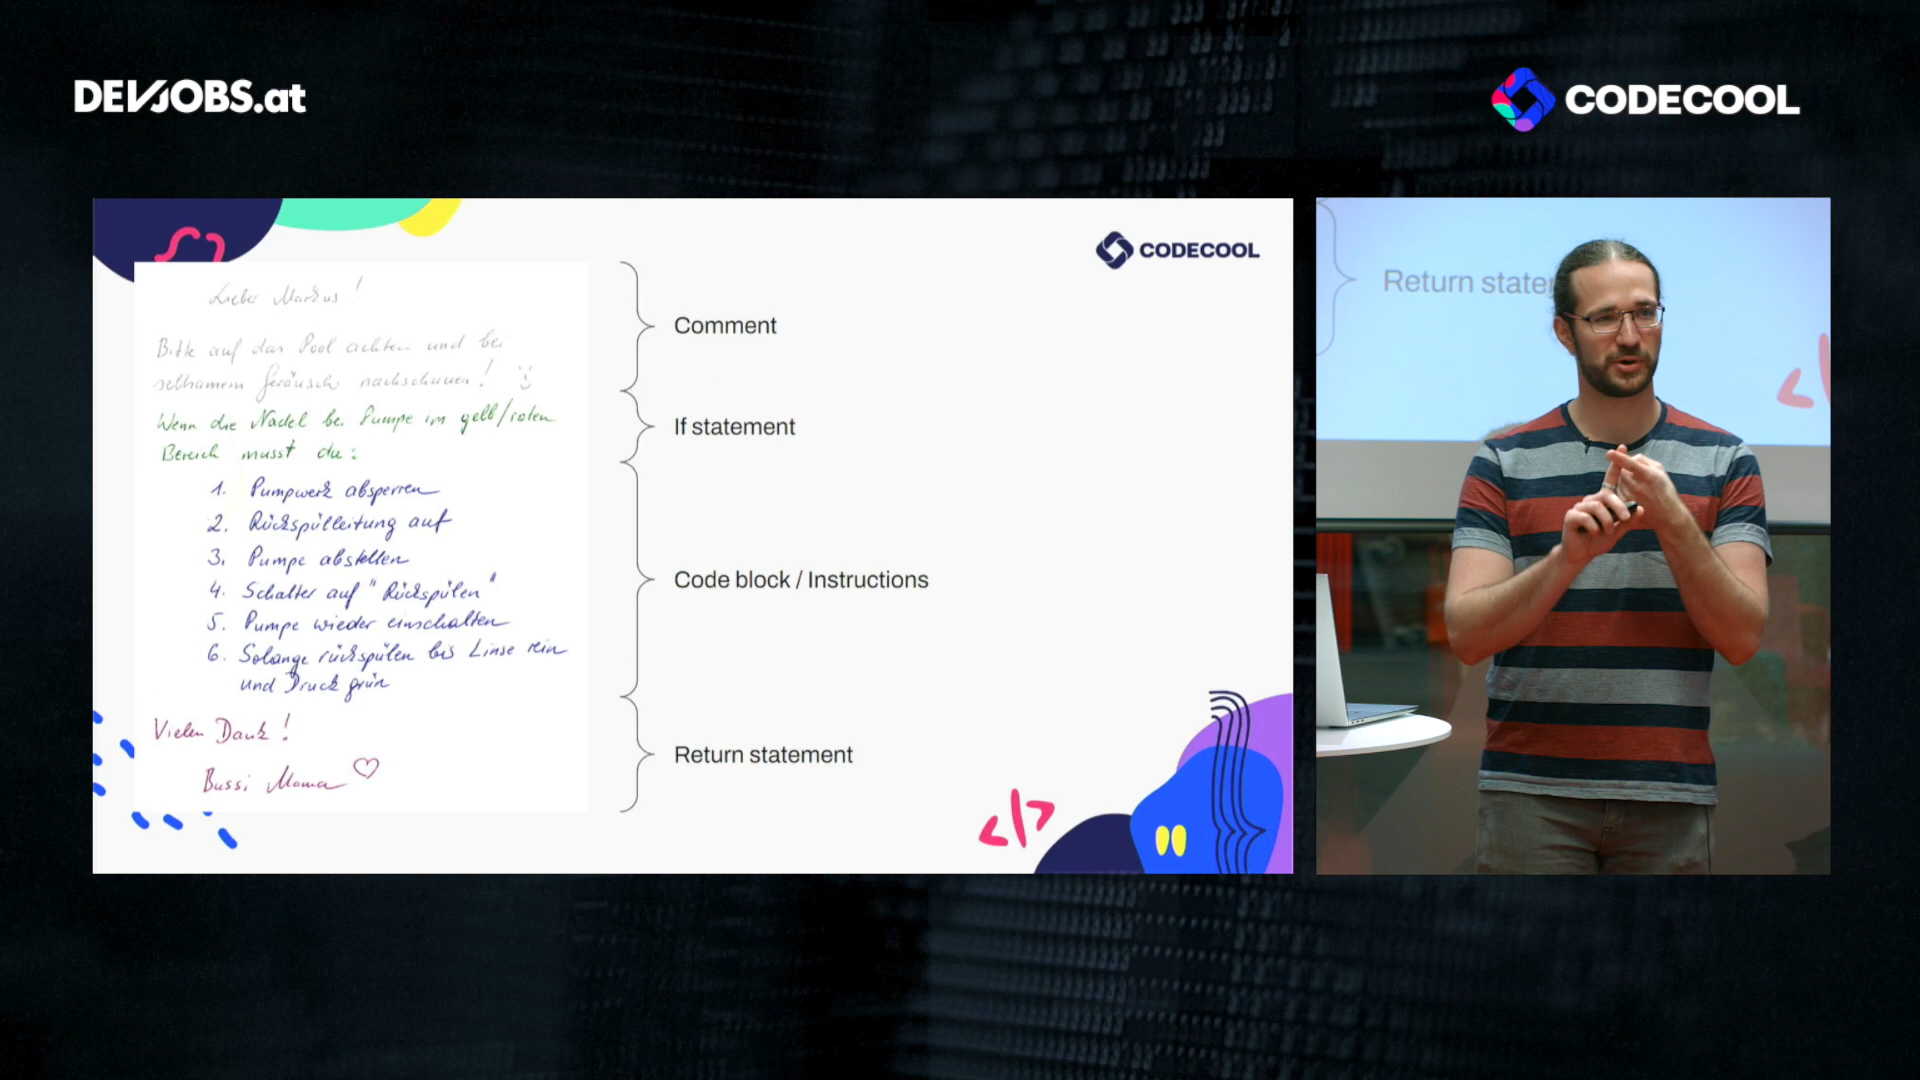 DEVJOBS.at
CODECOOL
CODECOOL
Lieber Markus!
Bitte auf das Pool achten und bei
seltsamem Geräusch nachschauen!
Wenn die Nadel bei Pumpe im gelb/roten
Bereich musst du:
1. Pumpwerk absperren
2. Rückspülleitung auf
3. Pumpe abstellen
4. Schalter auf "Rückspülen"
5. Pumpe wieder einschalten
6. Solange rückspülen bis Linse rein
und Druck grün
Vielen Dank!
Bussi Mama
Comment
If statement
Code block / Instructions
Return statement
</>
Return state